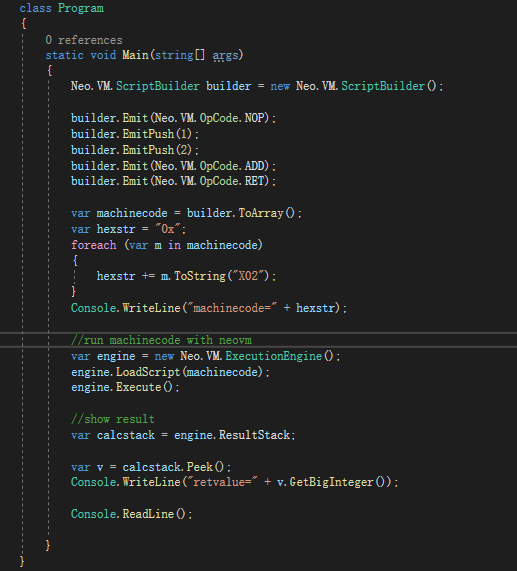 class Program
{
0 references
static void Main(string[] args)
{
Neo.VM.ScriptBuilder builder = new Neo.VM.ScriptBuilder();
builder.Emit(Neo.VM.OpCode.NOP);
builder.EmitPush(1);
builder.EmitPush(2);
builder.Emit(Neo.VM.OpCode.ADD);
builder.Emit(Neo.VM.OpCode.RET);
var machinecode = builder.ToArray();
var hexstr = "0x";
foreach (var m in machinecode)
{
hexstr += m.ToString("X02");
}
Console.WriteLine("machinecode=" + hexstr);
//run machinecode with neovm
var engine = new Neo.VM.ExecutionEngine();
engine.LoadScript(machinecode);
engine.Execute();
//show result
var calcstack = engine.ResultStack;
var v = calcstack.Peek();
Console.WriteLine("retvalue=" + v.GetBigInteger());
Console.ReadLine();
}
}